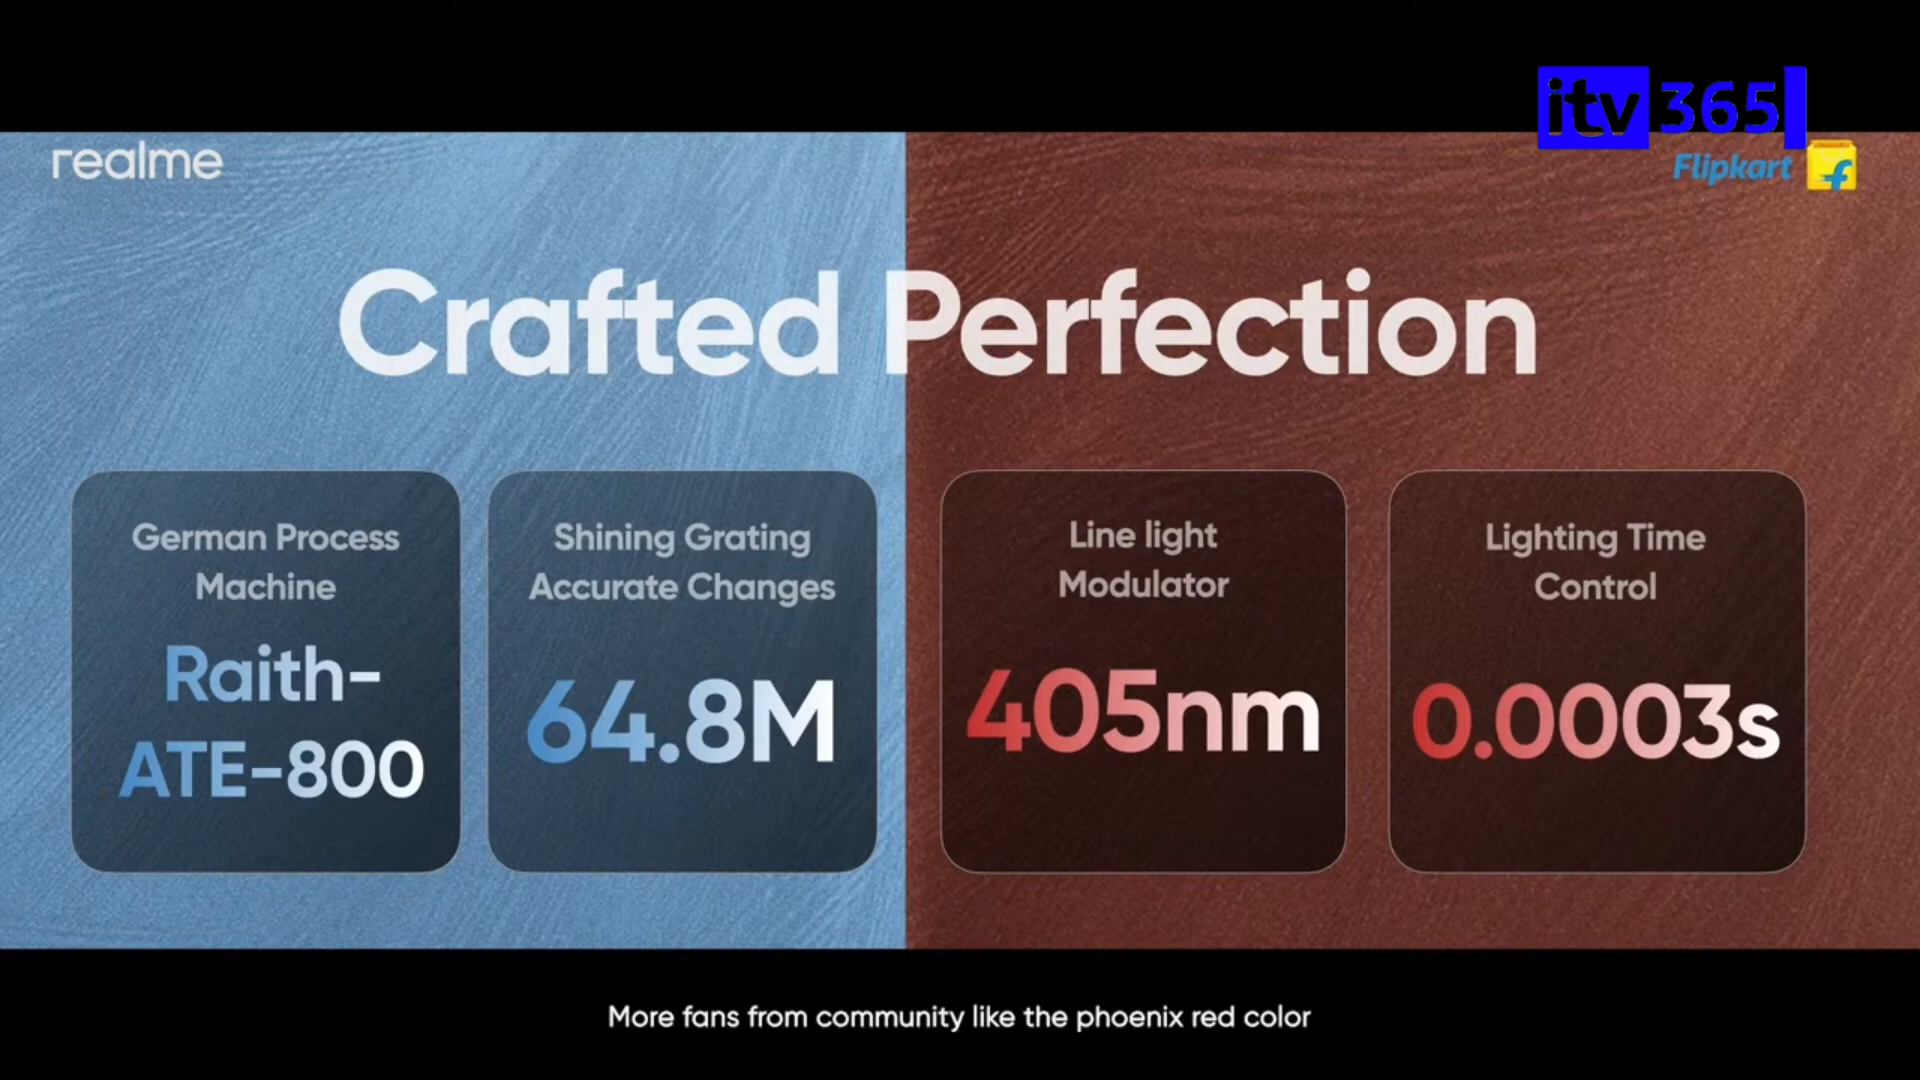 itv 365
realme
Flipkart
Crafted Perfection
German Process
Machine
Raith-
ATE-800
Shining Grating
Accurate Changes
64.8M
Line light
Modulator
405nm
Lighting Time
Control
0.0003s
More fans from community like the phoenix red color